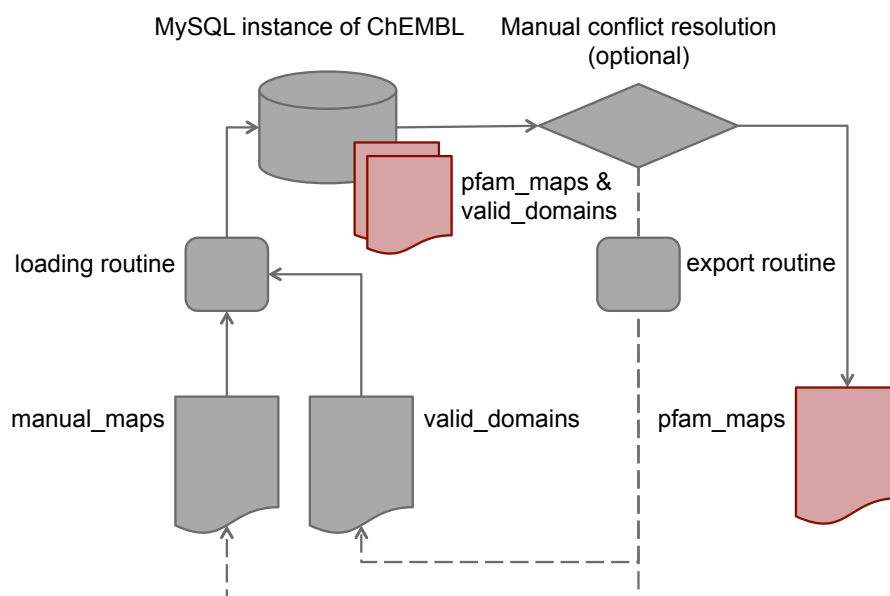 MySQL instance of ChEMBL
Manual conflict resolution
(optional)
pfam_maps &
valid_domains
loading routine
export routine
manual_maps
valid_domains
pfam_maps